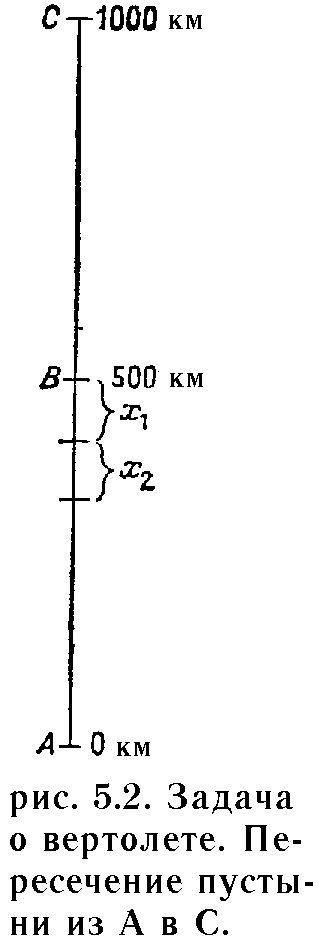 C 1000 км
B 500 км
x₁
x₂
A 0 км
рис. 5.2. Задача
о вертолете. Пе-
ресечение пусты-
ни из А в С.